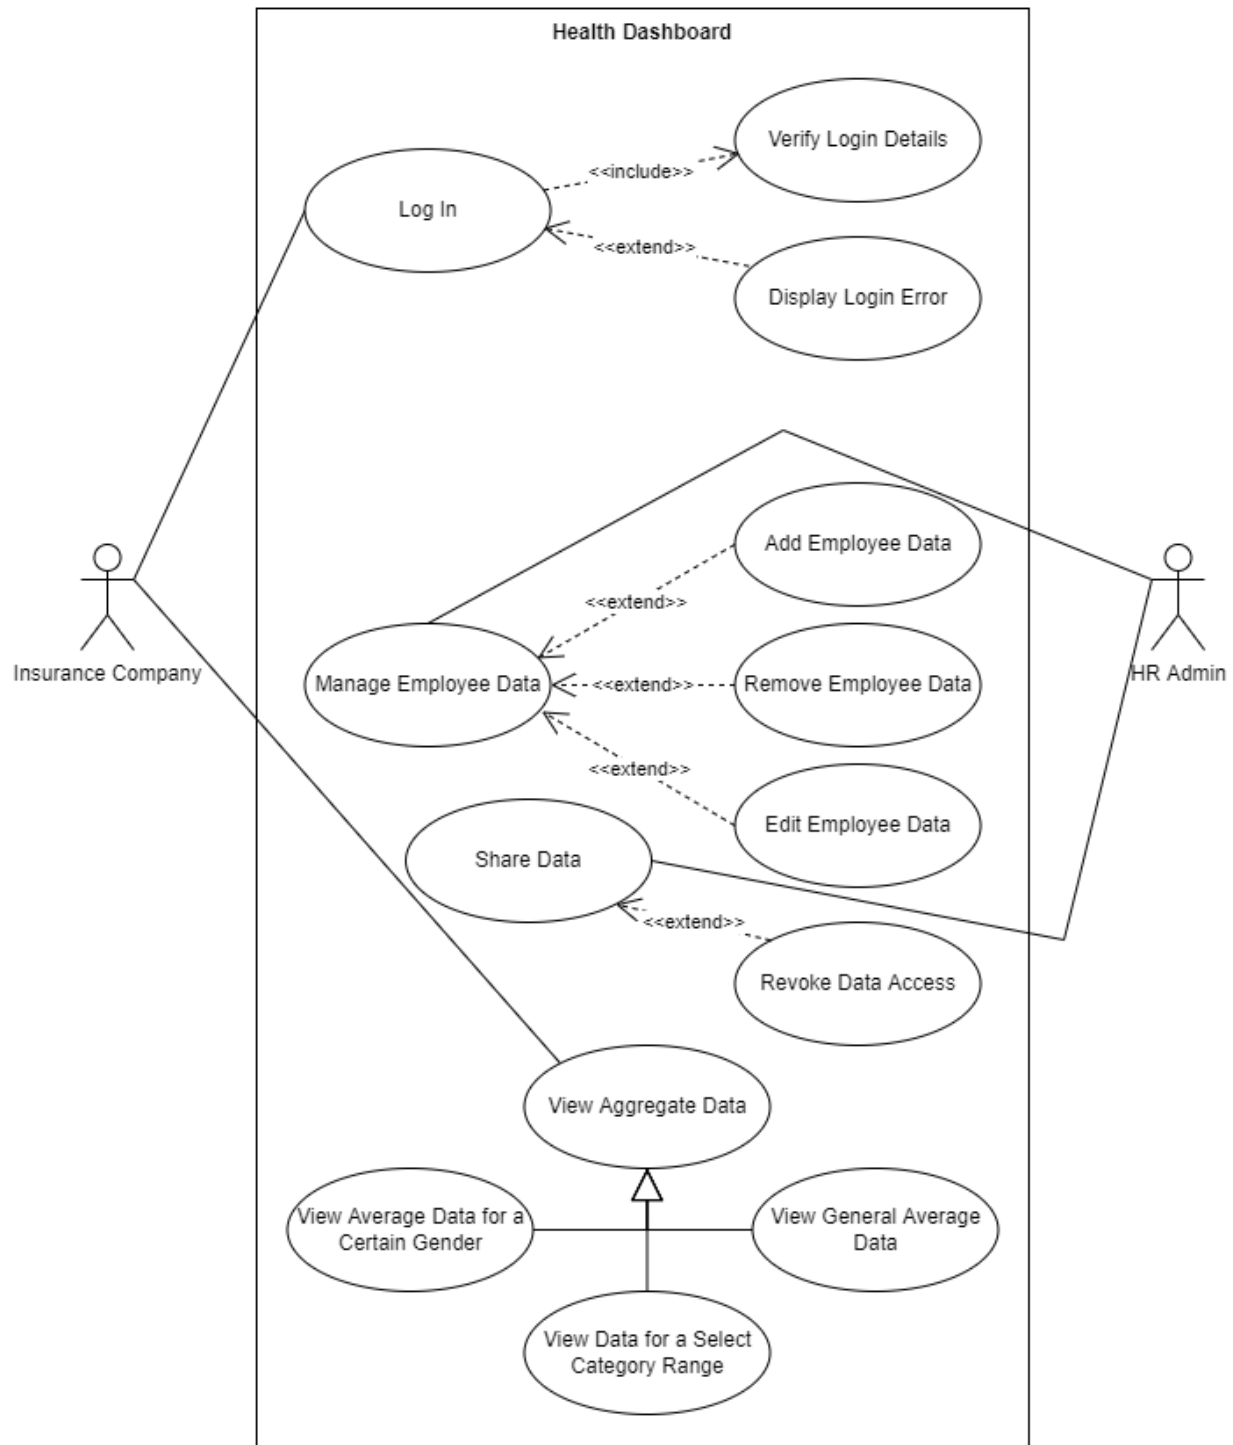 Health Dashboard
Verify Login Details
<<include>>
Log In
<<extend>>
Display Login Error
Add Employee Data
<<extend>>
Insurance Company
HR Admin
Manage Employee Data
<<extend>>
Remove Employee Data
<<extend>>
Edit Employee Data
Share Data
<<extend>>
Revoke Data Access
View Aggregate Data
View Average Data for a
Certain Gender
View General Average
Data
View Data for a Select
Category Range